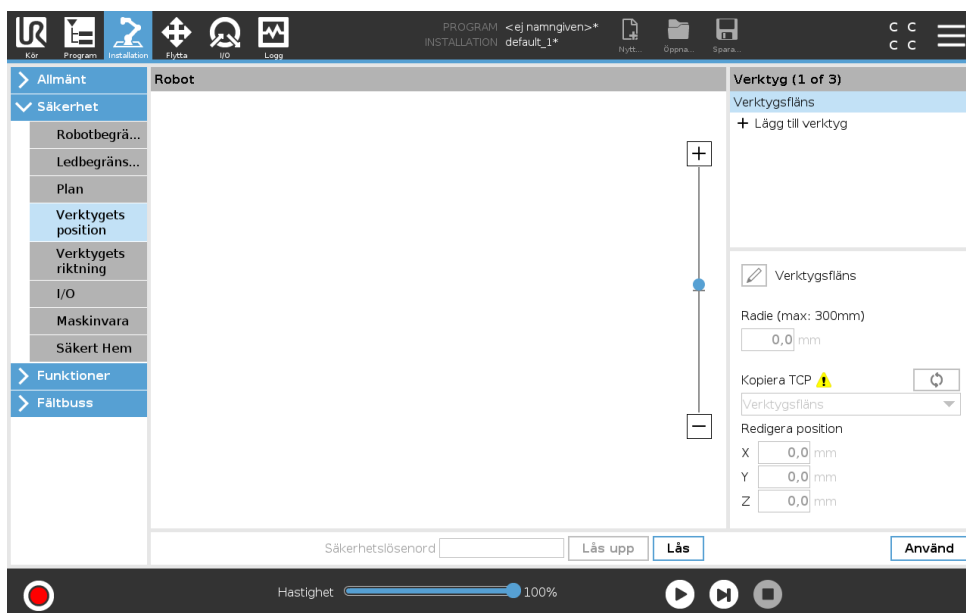 UR
Kör
Program
Installation
Flytta
I/O
Logg
PROGRAM <ej namngiven>*
INSTALLATION default_1*
Nytt...
Öppna...
Spara...
C C
C C
Allmänt
Säkerhet
Robotbegrä...
Ledbegräns...
Plan
Verktygets
position
Verktygets
riktning
I/O
Maskinvara
Säkert Hem
Funktioner
Fältbuss
Robot
Verktyg (1 of 3)
Verktygsfläns
+ Lägg till verktyg
Verktygsfläns
Radie (max: 300mm)
0,0 mm
Kopiera TCP
Verktygsfläns
Redigera position
X 0,0 mm
Y 0,0 mm
Z 0,0 mm
Säkerhetslösenord
Lås upp
Lås
Använd
Hastighet
100%